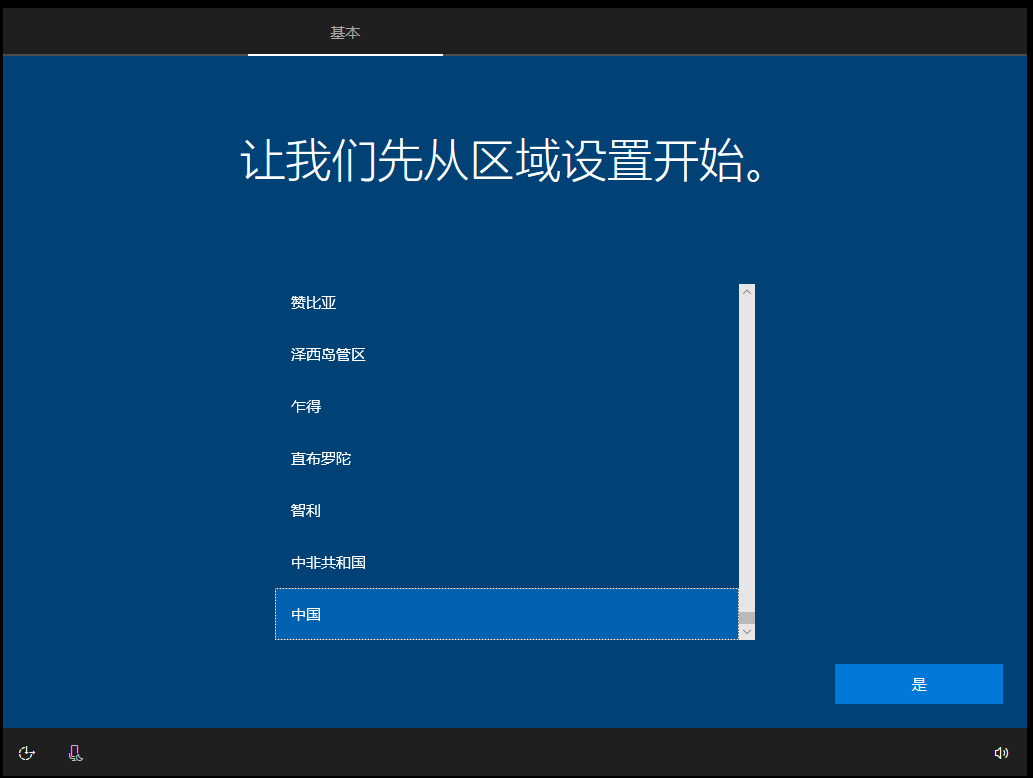 基本
让我们先从区域设置开始。
赞比亚
泽西岛管区
乍得
直布罗陀
智利
中非共和国
中国
是